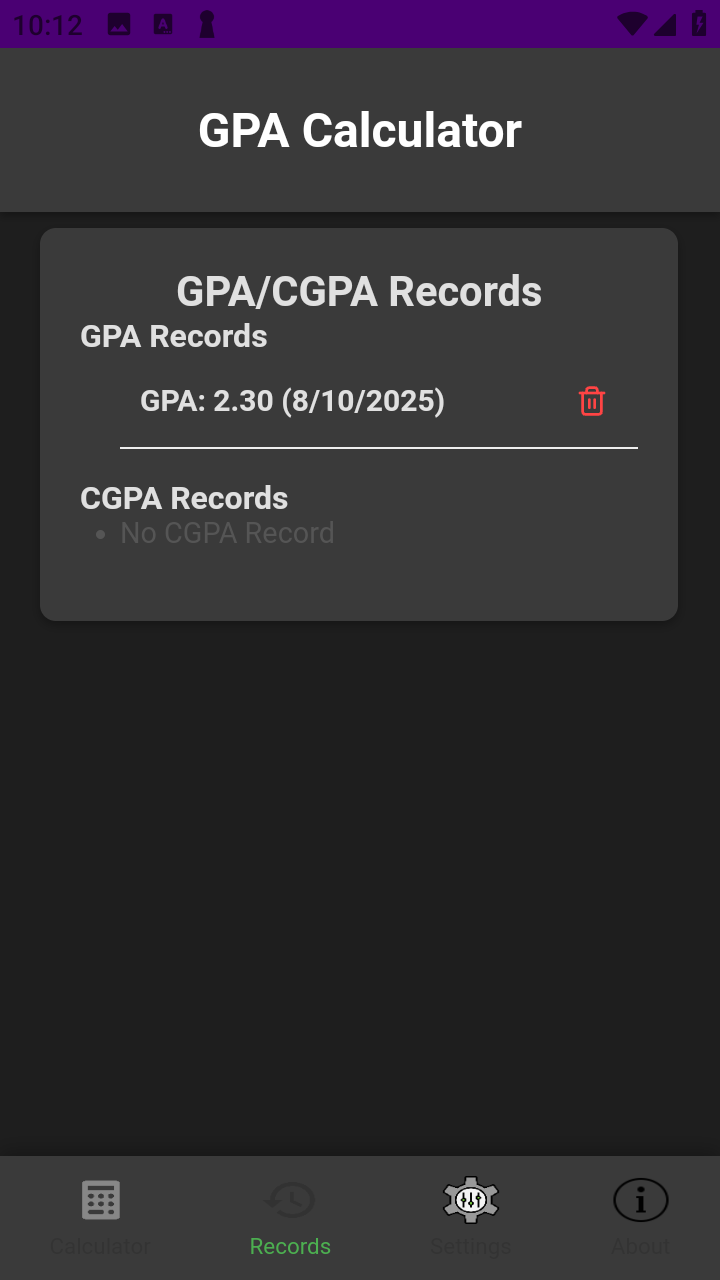 10:12
GPA Calculator
GPA/CGPA Records
GPA Records
GPA: 2.30 (8/10/2025)
CGPA Records
• No CGPA Record
Calculator
Records
Settings
About